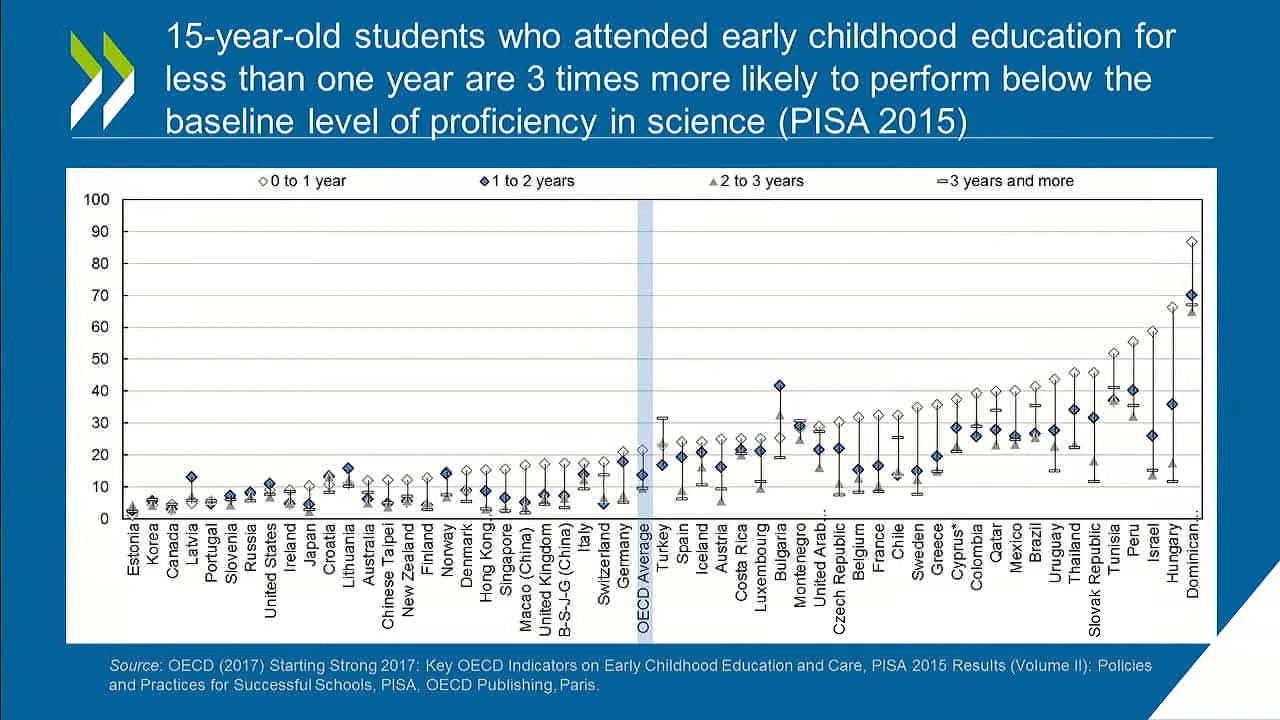 15-year-old students who attended early childhood education for
less than one year are 3 times more likely to perform below the
baseline level of proficiency in science (PISA 2015)
0 to 1 year 1 to 2 years 2 to 3 years 3 years and more
100
90
80
70
60
50
40
30
20
10
0
Estonia
Korea
Canada
Latvia
Portugal
Slovenia
Russia
United States
Ireland
Japan
Croatia
Lithuania
Australia
Chinese Taipei
New Zealand
Finland
Norway
Denmark
Hong Kong…
Singapore
Macao (China)
United Kingdom
B-S-J-G (China)
Italy
Switzerland
Germany
OECD Average
Turkey
Spain
Iceland
Austria
Costa Rica
Luxembourg
Bulgaria
Montenegro
United Arab…
Czech Republic
Belgium
France
Chile
Sweden
Greece
Cyprus*
Colombia
Qatar
Mexico
Brazil
Uruguay
Thailand
Slovak Republic
Tunisia
Peru
Israel
Hungary
Dominican…
Source: OECD (2017) Starting Strong 2017: Key OECD Indicators on Early Childhood Education and Care, PISA 2015 Results (Volume II): Policies
and Practices for Successful Schools, PISA, OECD Publishing, Paris.